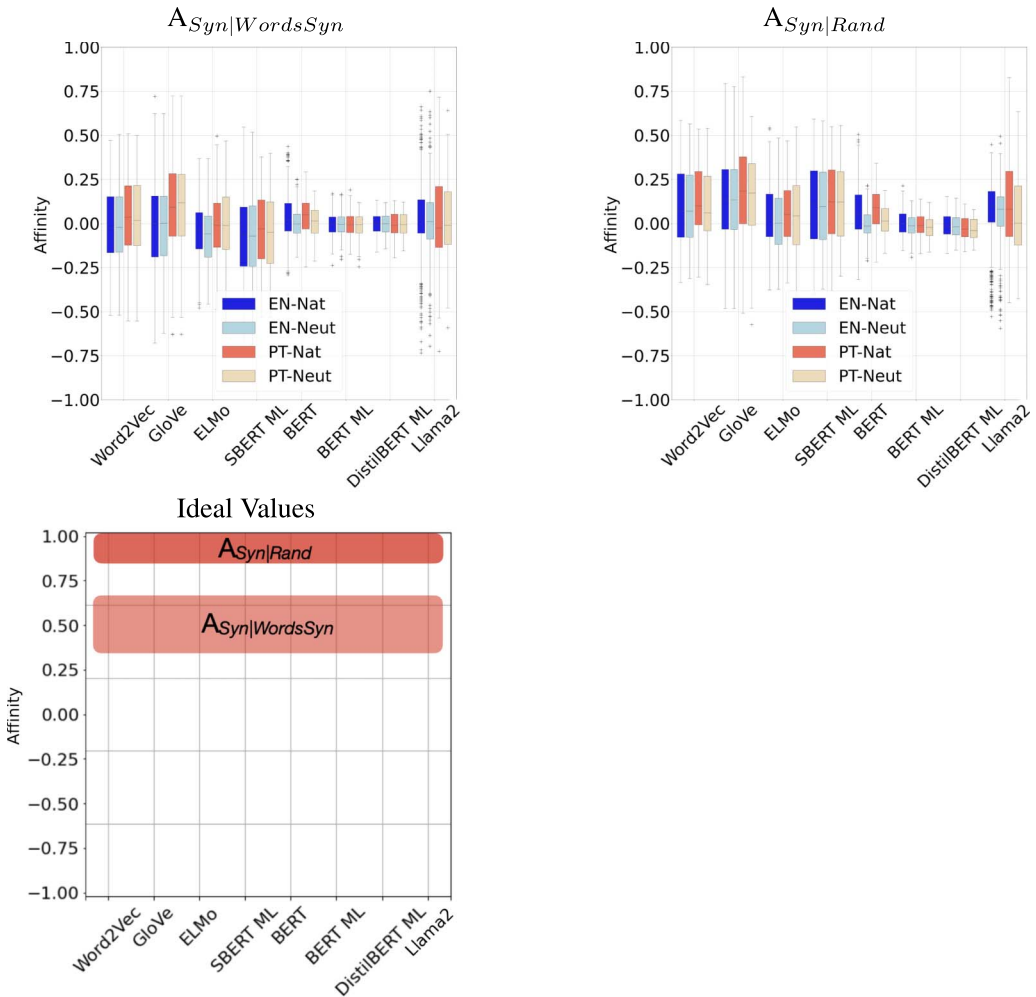 A_{Syn|WordsSyn}
1.00
0.75
0.50
0.25
0.00
−0.25
−0.50
−0.75
−1.00
Affinity
EN-Nat
EN-Neut
PT-Nat
PT-Neut
Word2Vec
GloVe
ELMo
SBERT ML
BERT
BERT ML
DistilBERT ML
Llama2
A_{Syn|Rand}
1.00
0.75
0.50
0.25
0.00
−0.25
−0.50
−0.75
−1.00
Affinity
EN-Nat
EN-Neut
PT-Nat
PT-Neut
Word2Vec
GloVe
ELMo
SBERT ML
BERT
BERT ML
DistilBERT ML
Llama2
Ideal Values
1.00
0.75
0.50
0.25
0.00
−0.25
−0.50
−0.75
−1.00
Affinity
A_{Syn|Rand}
A_{Syn|WordsSyn}
Word2Vec
GloVe
ELMo
SBERT ML
BERT
BERT ML
DistilBERT ML
Llama2